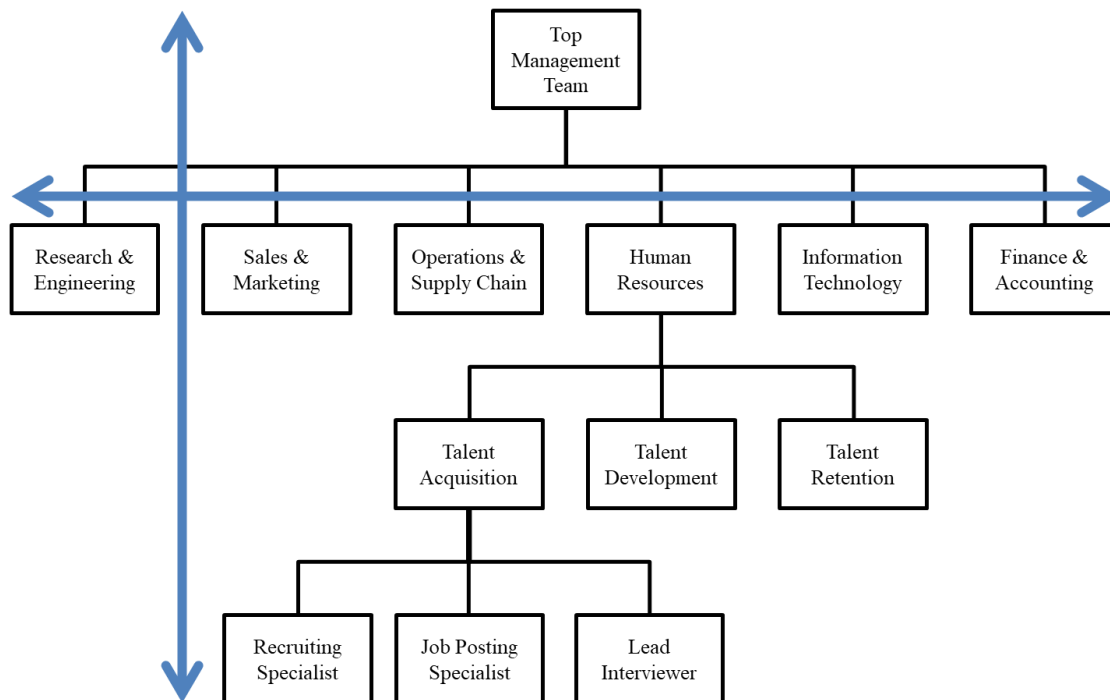 Top
Management
Team
Research &
Engineering
Sales &
Marketing
Operations &
Supply Chain
Human
Resources
Information
Technology
Finance &
Accounting
Talent
Acquisition
Talent
Development
Talent
Retention
Recruiting
Specialist
Job Posting
Specialist
Lead
Interviewer